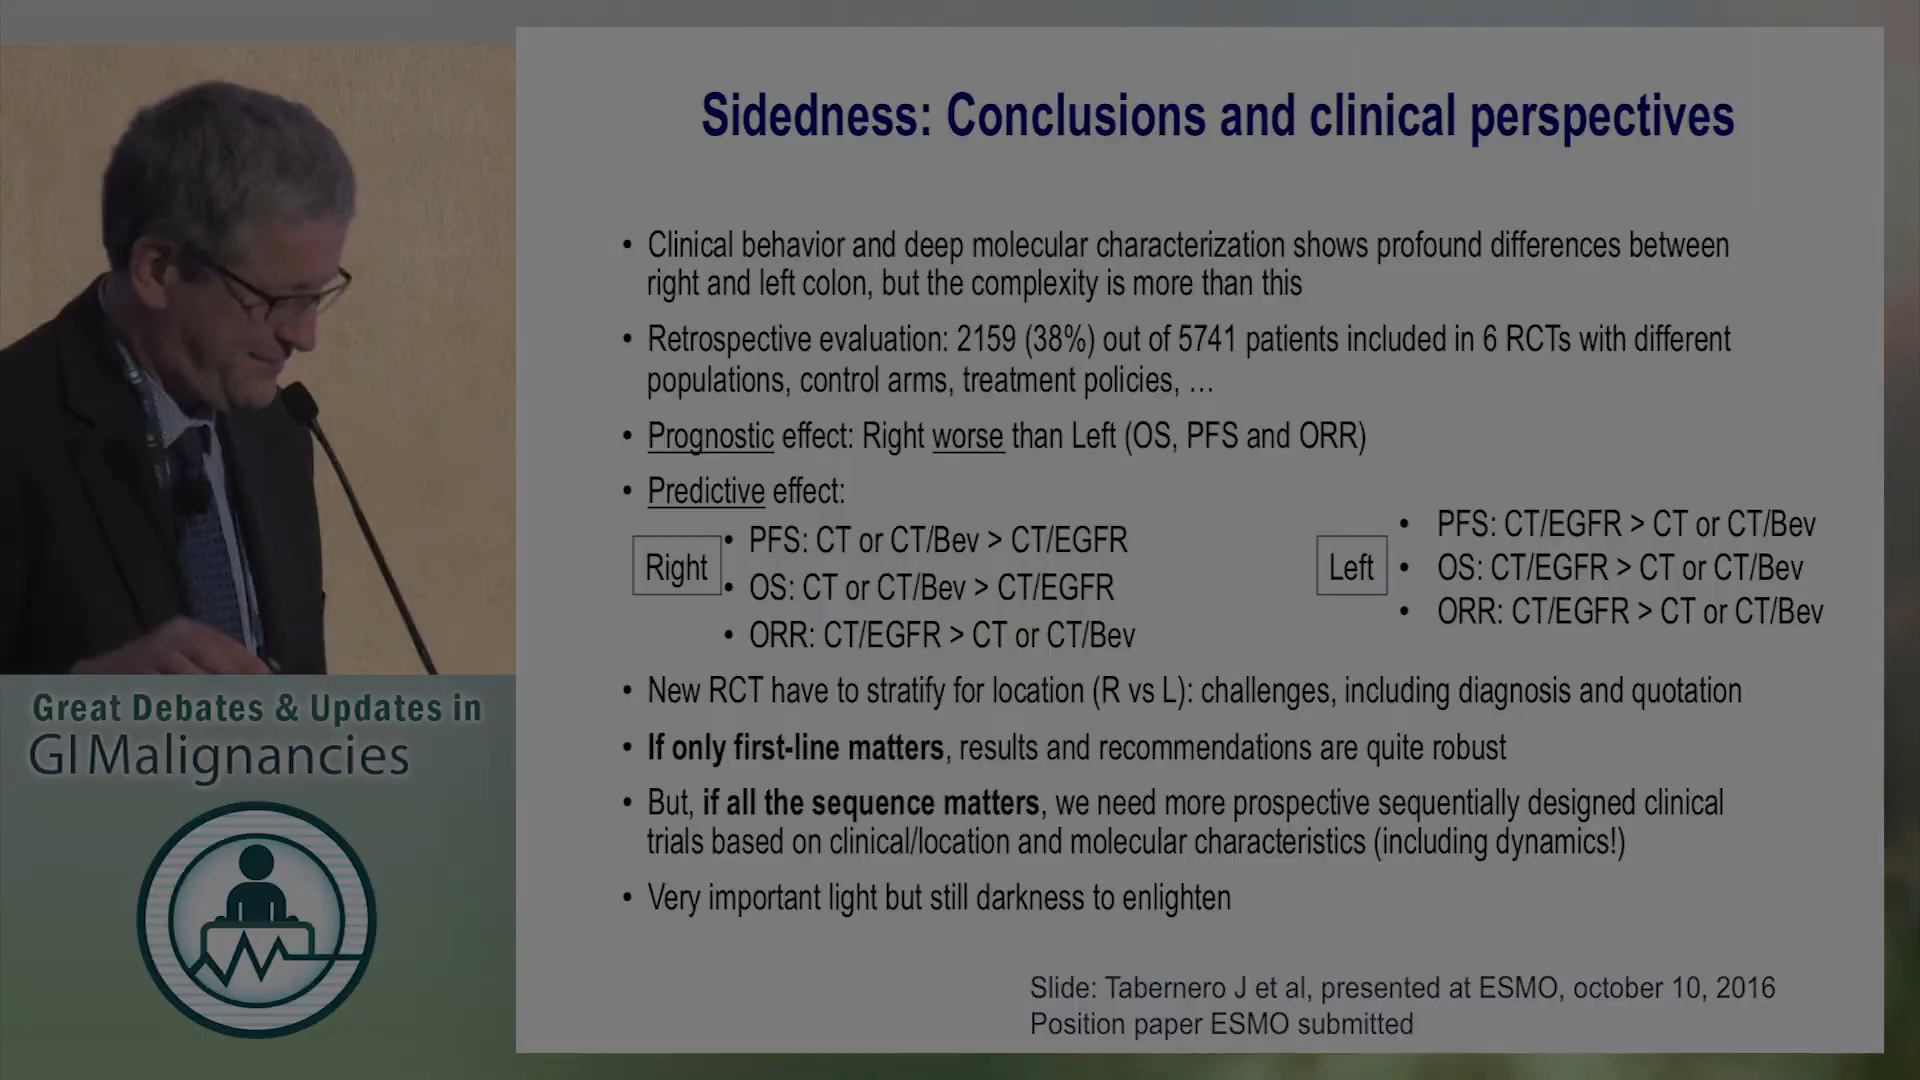 Sidedness: Conclusions and clinical perspectives
• Clinical behavior and deep molecular characterization shows profound differences between
right and left colon, but the complexity is more than this
• Retrospective evaluation: 2159 (38%) out of 5741 patients included in 6 RCTs with different
populations, control arms, treatment policies, …
• Prognostic effect: Right worse than Left (OS, PFS and ORR)
• Predictive effect:
Right
• PFS: CT or CT/Bev > CT/EGFR
• OS: CT or CT/Bev > CT/EGFR
• ORR: CT/EGFR > CT or CT/Bev
Left
• PFS: CT/EGFR > CT or CT/Bev
• OS: CT/EGFR > CT or CT/Bev
• ORR: CT/EGFR > CT or CT/Bev
• New RCT have to stratify for location (R vs L): challenges, including diagnosis and quotation
• If only first-line matters, results and recommendations are quite robust
• But, if all the sequence matters, we need more prospective sequentially designed clinical
trials based on clinical/location and molecular characteristics (including dynamics!)
• Very important light but still darkness to enlighten
Slide: Tabernero J et al, presented at ESMO, october 10, 2016
Position paper ESMO submitted
Great Debates & Updates in
GI Malignancies